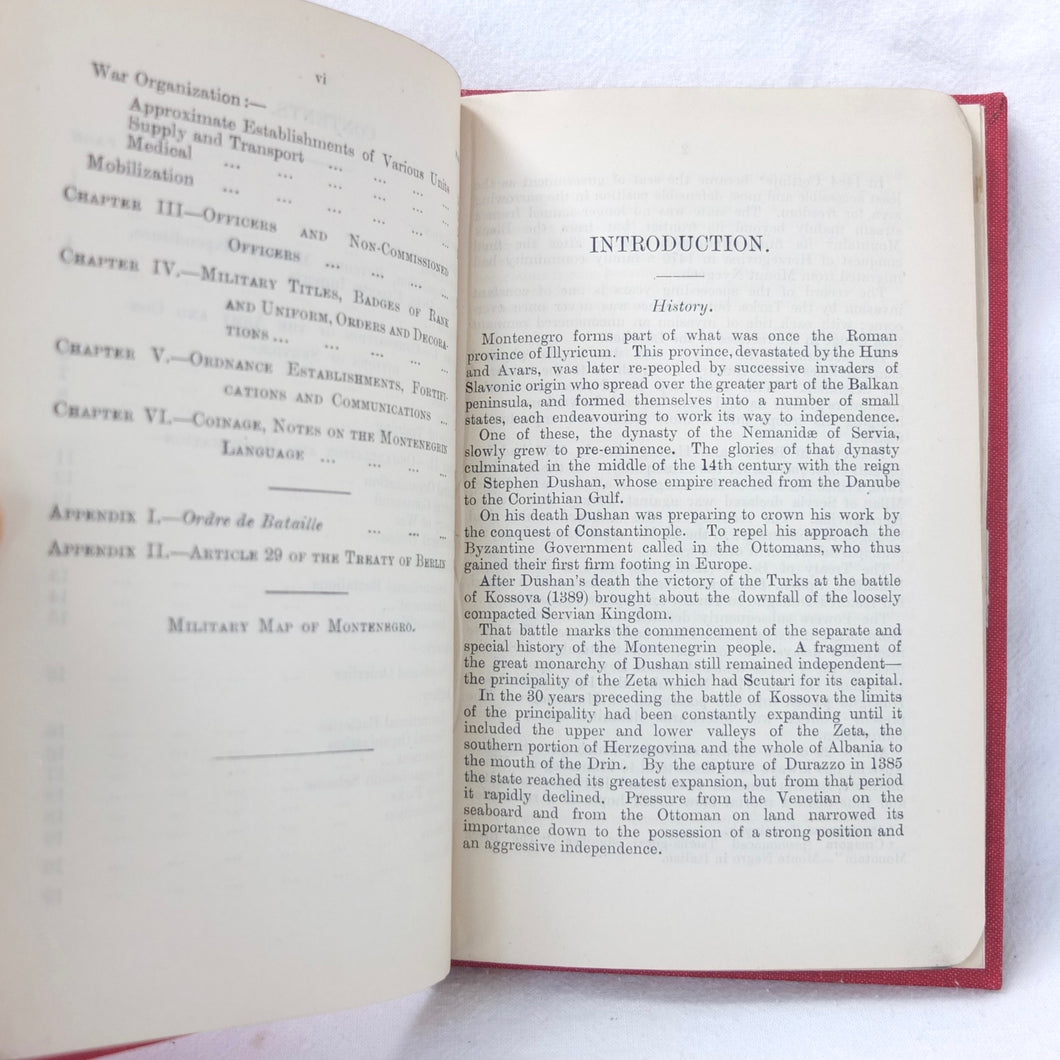 vi
War Organization :—
Approximate Establishments of Various Units
Supply and Transport ... ... ... ...
Medical ... ... ... ... ... ...
Mobilization ... ... ... ... ...
CHAPTER III—OFFICERS AND NON-COMMISSIONED
OFFICERS ... ... ... ...
CHAPTER IV.—MILITARY TITLES, BADGES OF RANK
AND UNIFORM, ORDERS AND DECORA-
TIONS ... ... ... ... ...
CHAPTER V.—ORDNANCE ESTABLISHMENTS, FORTIFI-
CATIONS AND COMMUNICATIONS ...
CHAPTER VI.—COINAGE, NOTES ON THE MONTENEGRIN
LANGUAGE ... ... ... ...
APPENDIX I.—Ordre de Bataille ... ... ...
APPENDIX II.—ARTICLE 29 OF THE TREATY OF BERLIN
MILITARY MAP OF MONTENEGRO.
INTRODUCTION.
History.
Montenegro forms part of what was once the Roman
province of Illyricum. This province, devastated by the Huns
and Avars, was later re-peopled by successive invaders of
Slavonic origin who spread over the greater part of the Balkan
peninsula, and formed themselves into a number of small
states, each endeavouring to work its way to independence.
One of these, the dynasty of the Nemanidæ of Servia,
slowly grew to pre-eminence. The glories of that dynasty
culminated in the middle of the 14th century with the reign
of Stephen Dushan, whose empire reached from the Danube
to the Corinthian Gulf.
On his death Dushan was preparing to crown his work by
the conquest of Constantinople. To repel his approach the
Byzantine Government called in the Ottomans, who thus
gained their first firm footing in Europe.
After Dushan's death the victory of the Turks at the battle
of Kossova (1389) brought about the downfall of the loosely
compacted Servian Kingdom.
That battle marks the commencement of the separate and
special history of the Montenegrin people. A fragment of
the great monarchy of Dushan still remained independent—
the principality of the Zeta which had Scutari for its capital.
In the 30 years preceding the battle of Kossova the limits
of the principality had been constantly expanding until it
included the upper and lower valleys of the Zeta, the
southern portion of Herzegovina and the whole of Albania to
the mouth of the Drin. By the capture of Durazzo in 1385
the state reached its greatest expansion, but from that period
it rapidly declined. Pressure from the Venetian on the
seaboard and from the Ottoman on land narrowed its
importance down to the possession of a strong position and
an aggressive independence.